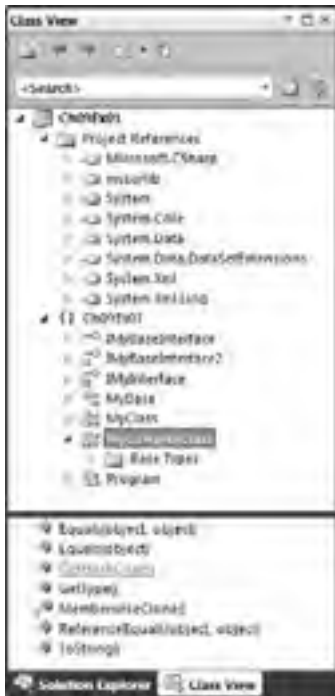 Class View
<Search>
Ch09Ex01
Project References
Microsoft.CSharp
mscorlib
System
System.Core
System.Data
System.Data.DataSetExtensions
System.Xml
System.Xml.Linq
{} Ch09Ex01
IMyBaseInterface
IMyBaseInterface2
IMyInterface
MyBase
MyClass
MyComplexClass
Base Types
Program
Equals(object, object)
Equals(object)
GetHashCode()
GetType()
MemberwiseClone()
ReferenceEquals(object, object)
ToString()
Solution Explorer
Class View